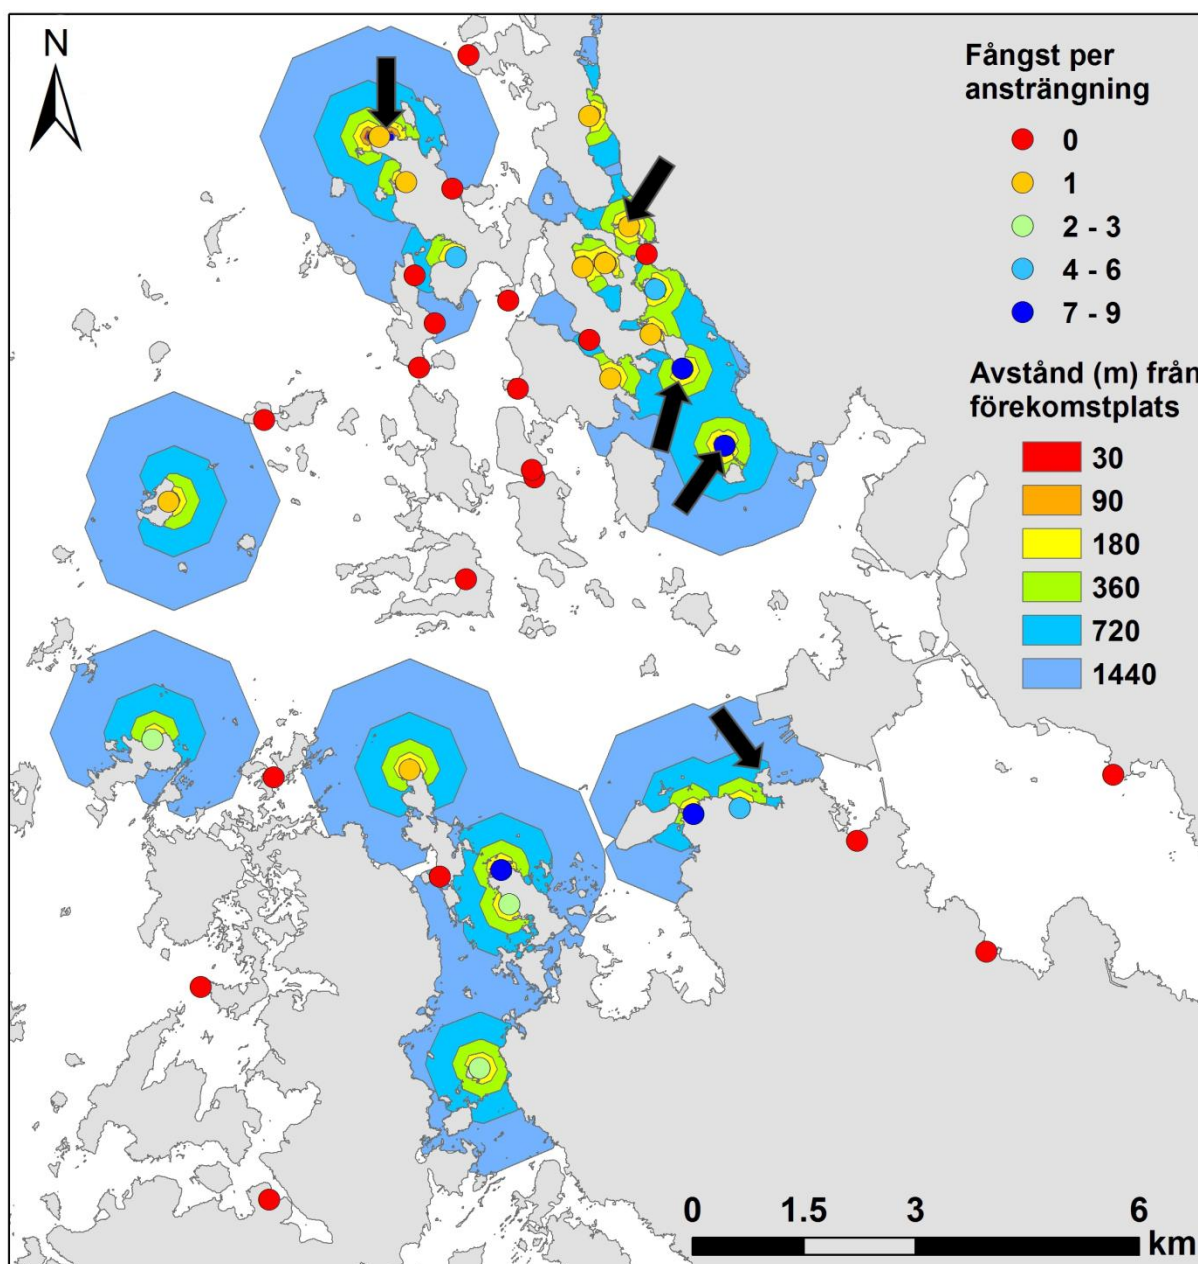 N
Fångst per
ansträngning
0
1
2 - 3
4 - 6
7 - 9
Avstånd (m) från
förekomstplats
30
90
180
360
720
1440
0 1.5 3 6
km